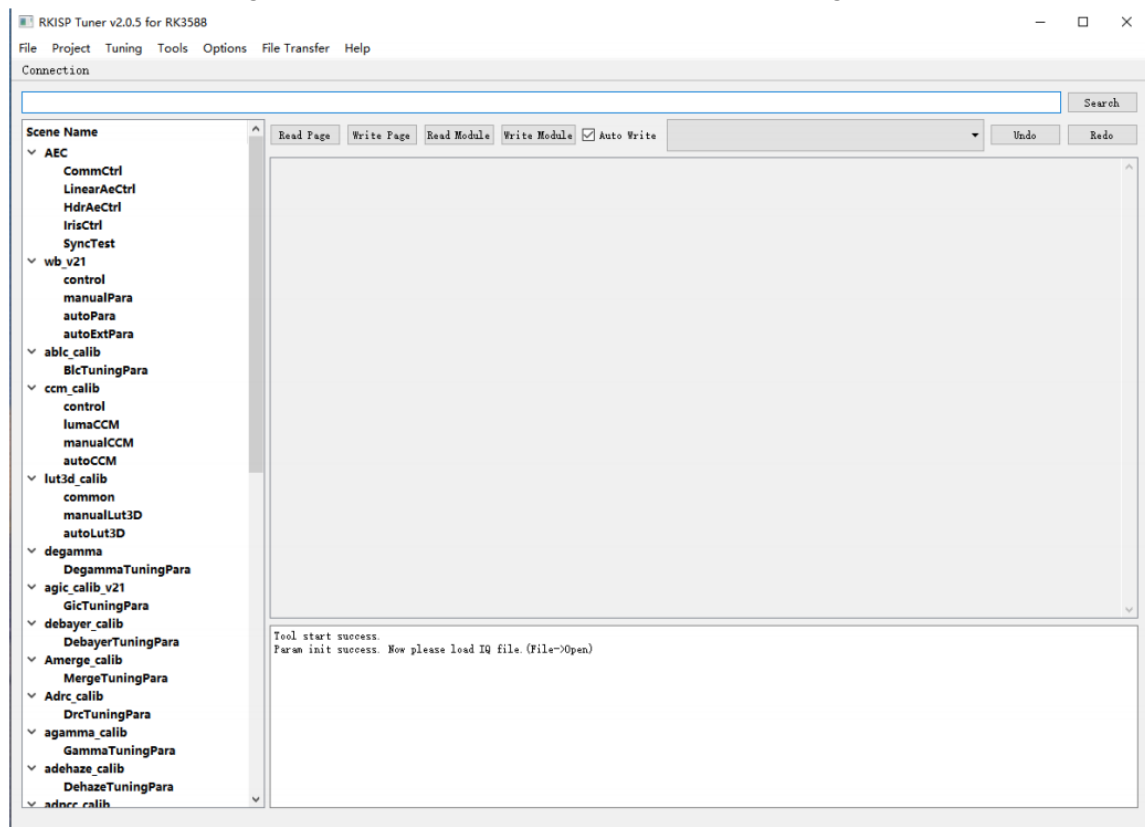 RKISP Tuner v2.0.5 for RK3588
File Project Tuning Tools Options File Transfer Help
Connection
Search
Scene Name
Read Page Write Page Read Module Write Module Auto Write Undo Redo
AEC
CommCtrl
LinearAeCtrl
HdrAeCtrl
IrisCtrl
SyncTest
wb_v21
control
manualPara
autoPara
autoExtPara
ablc_calib
BlcTuningPara
ccm_calib
control
lumaCCM
manualCCM
autoCCM
lut3d_calib
common
manualLut3D
autoLut3D
degamma
DegammaTuningPara
agic_calib_v21
GicTuningPara
debayer_calib
DebayerTuningPara
Amerge_calib
MergeTuningPara
Adrc_calib
DrcTuningPara
agamma_calib
GammaTuningPara
adehaze_calib
DehazeTuningPara
adpcc_calib
Tool start success.
Param init success. Now please load IQ file.(File->Open)